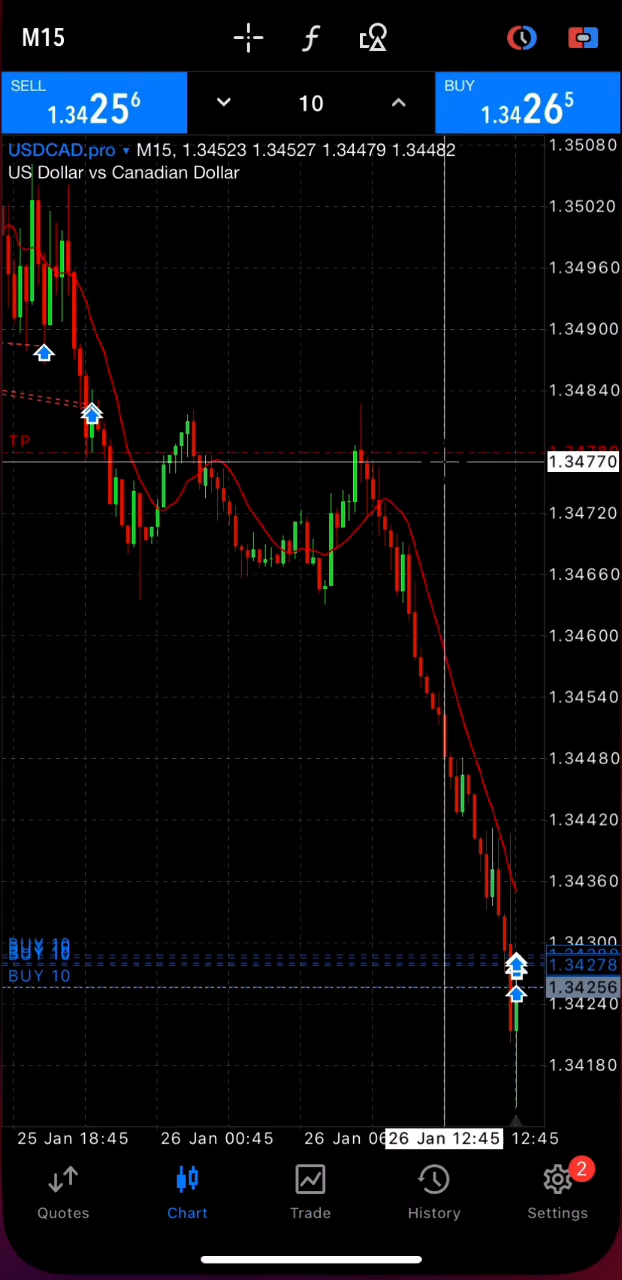 M15
SELL
1.34256
10
BUY
1.34265
USDCAD.pro ▾ M15, 1.34523 1.34527 1.34479 1.34482
US Dollar vs Canadian Dollar
1.35080
1.35020
1.34960
1.34900
1.34840
TP
1.34780
1.34770
1.34720
1.34660
1.34600
1.34540
1.34480
1.34420
1.34360
1.34300
BUY 10
BUY 10
1.34278
BUY 10
1.34256
1.34240
1.34180
25 Jan 18:45
26 Jan 00:45
26 Jan 06
26 Jan 12:45
12:45
2
Quotes
Chart
Trade
History
Settings